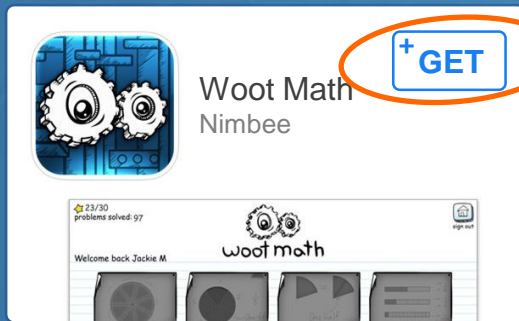 +GET
Woot Math
Nimbee
23/30
problems solved: 97
sign out
woot math
Welcome back Jackie M